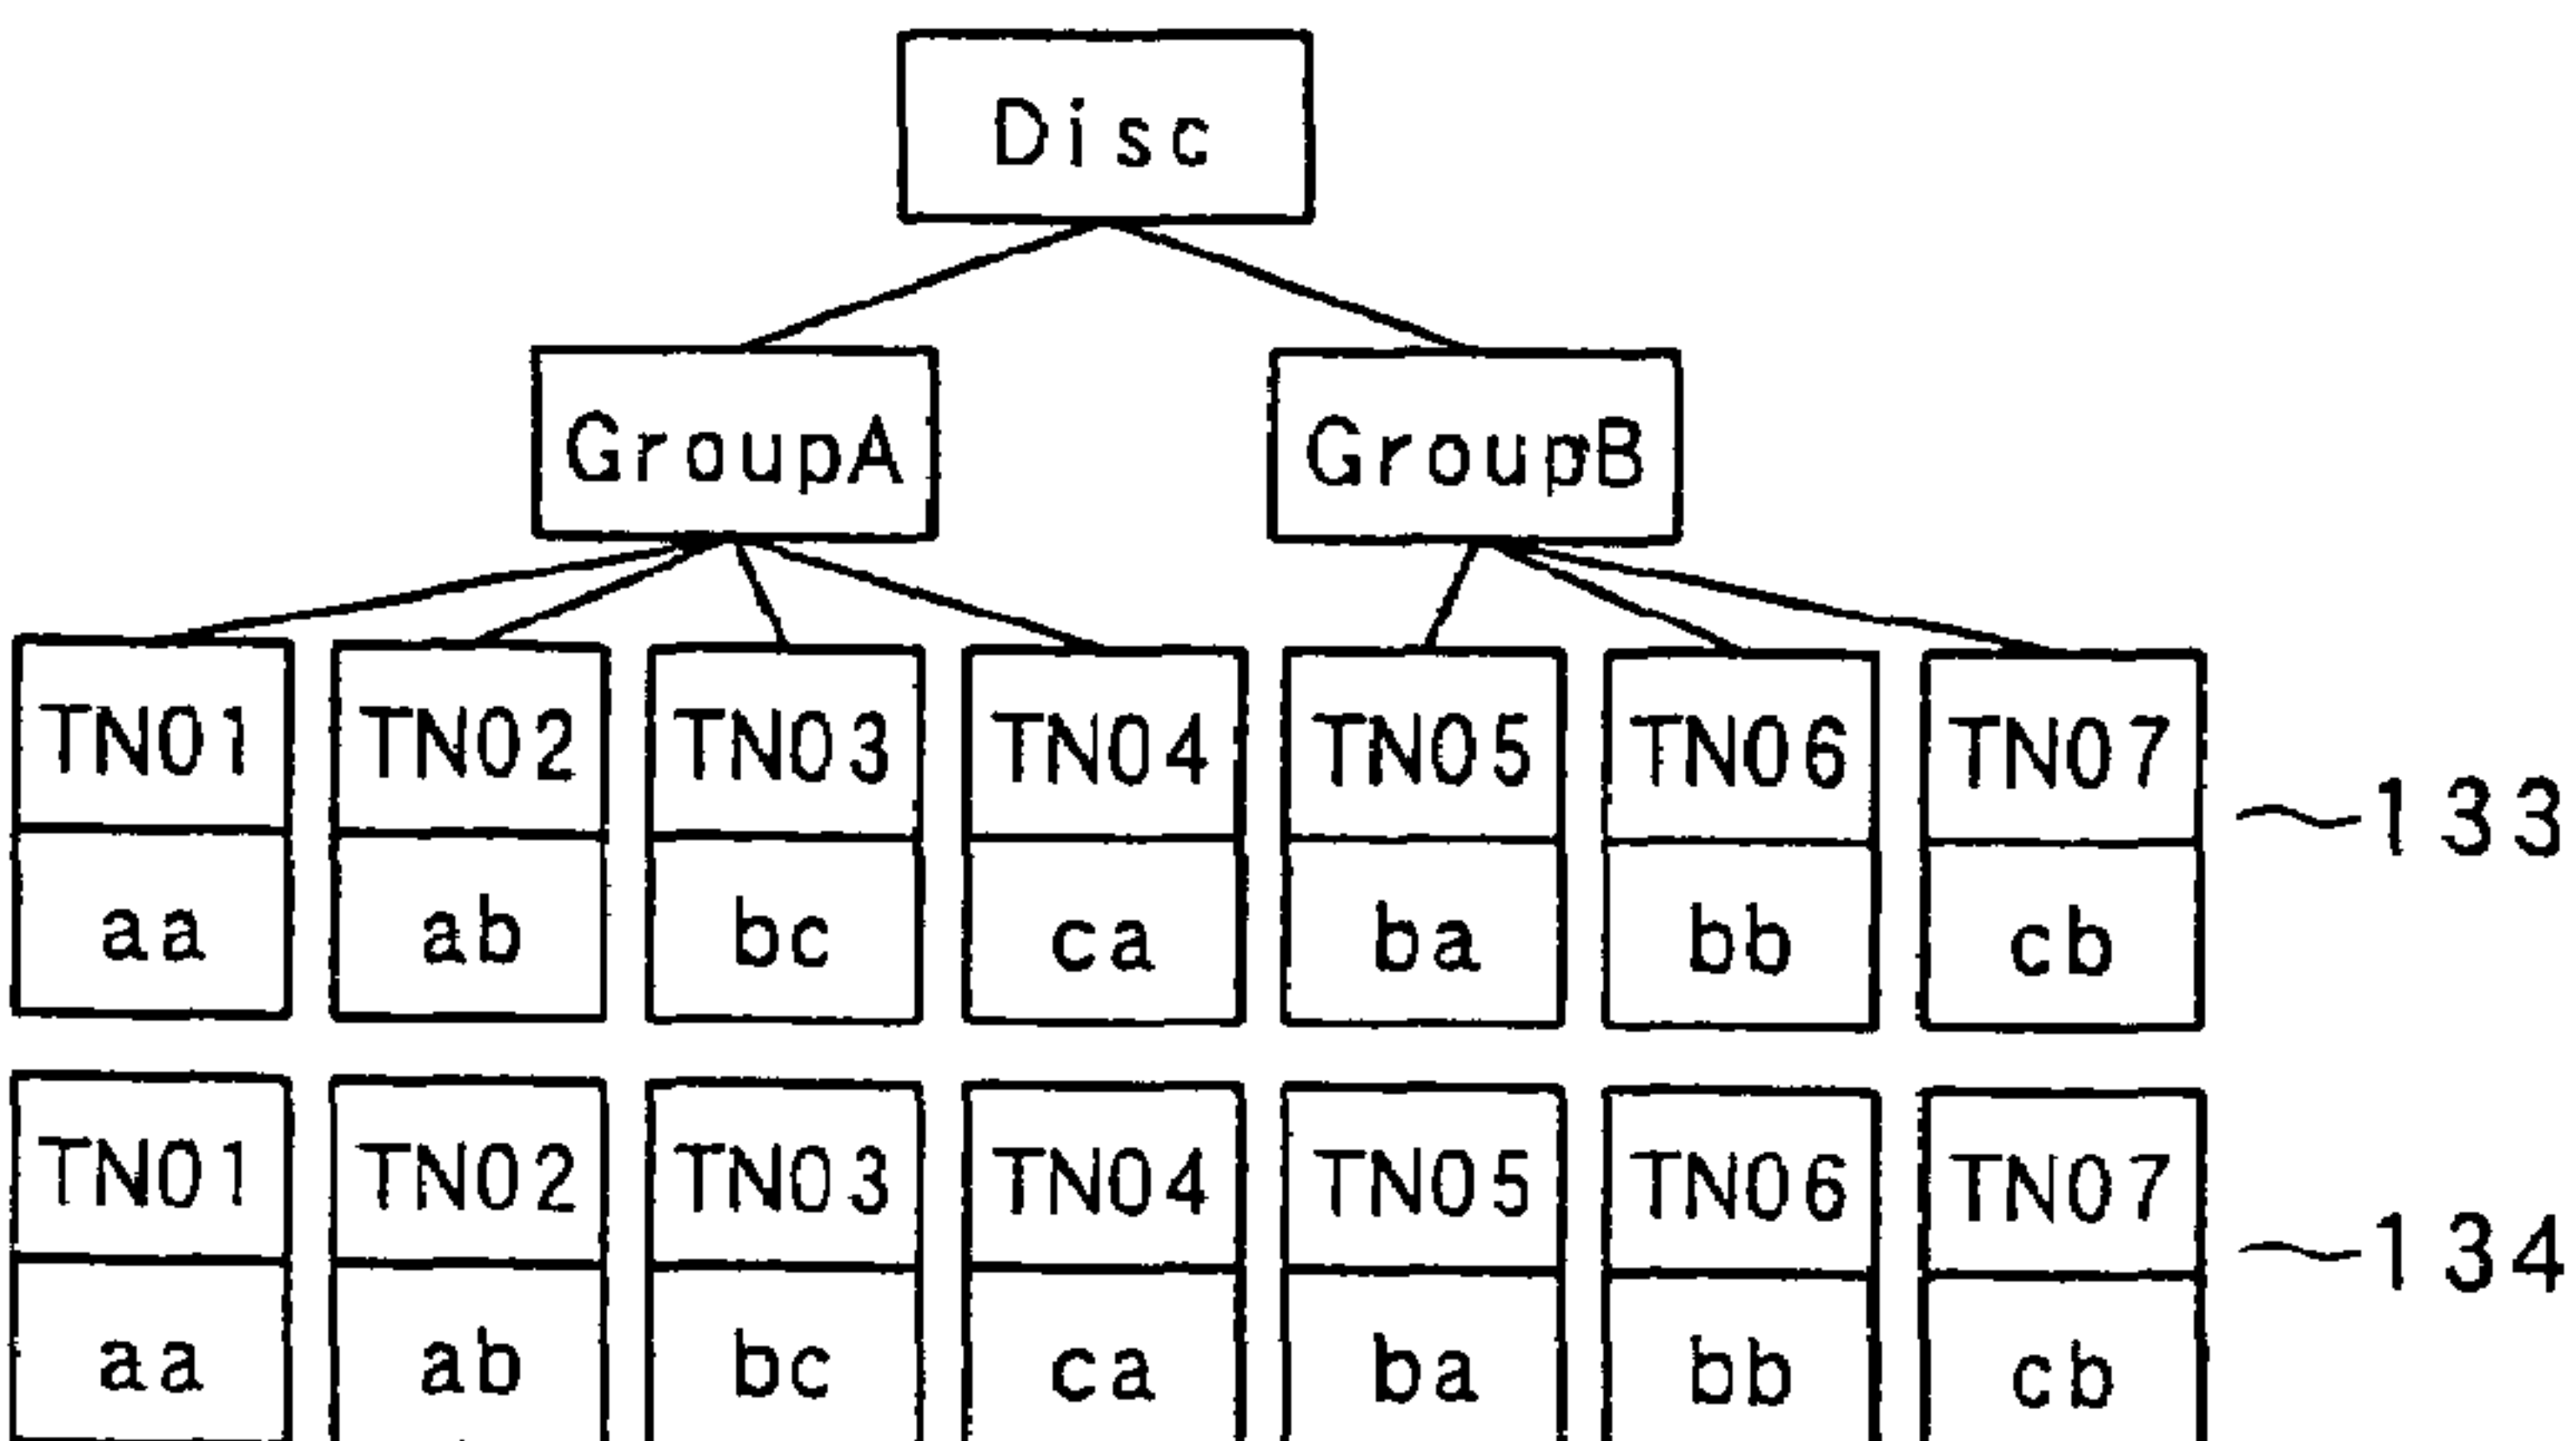 Disc
GroupA GroupB
TN01 TN02 TN03 TN04 TN05 TN06 TN07
133
aa ab bc ca ba bb cb
TN01 TN02 TN03 TN04 TN05 TN06 TN07
134
aa ab bc ca ba bb cb